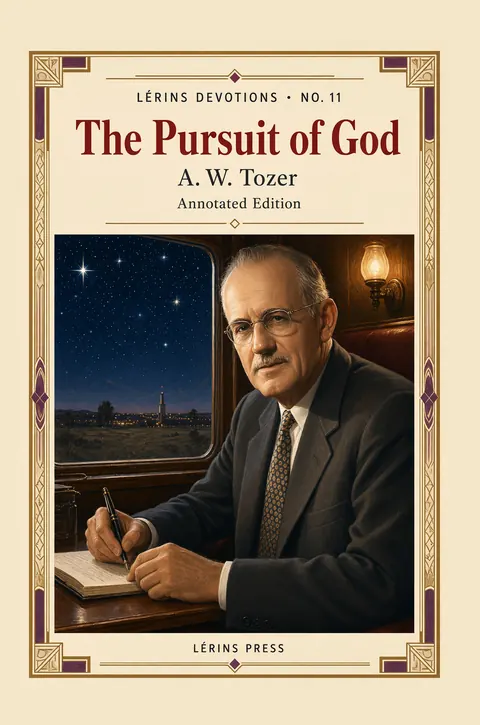 LÉRINS DEVOTIONS • NO. 11
The Pursuit of God
A. W. Tozer
Annotated Edition
LÉRINS PRESS